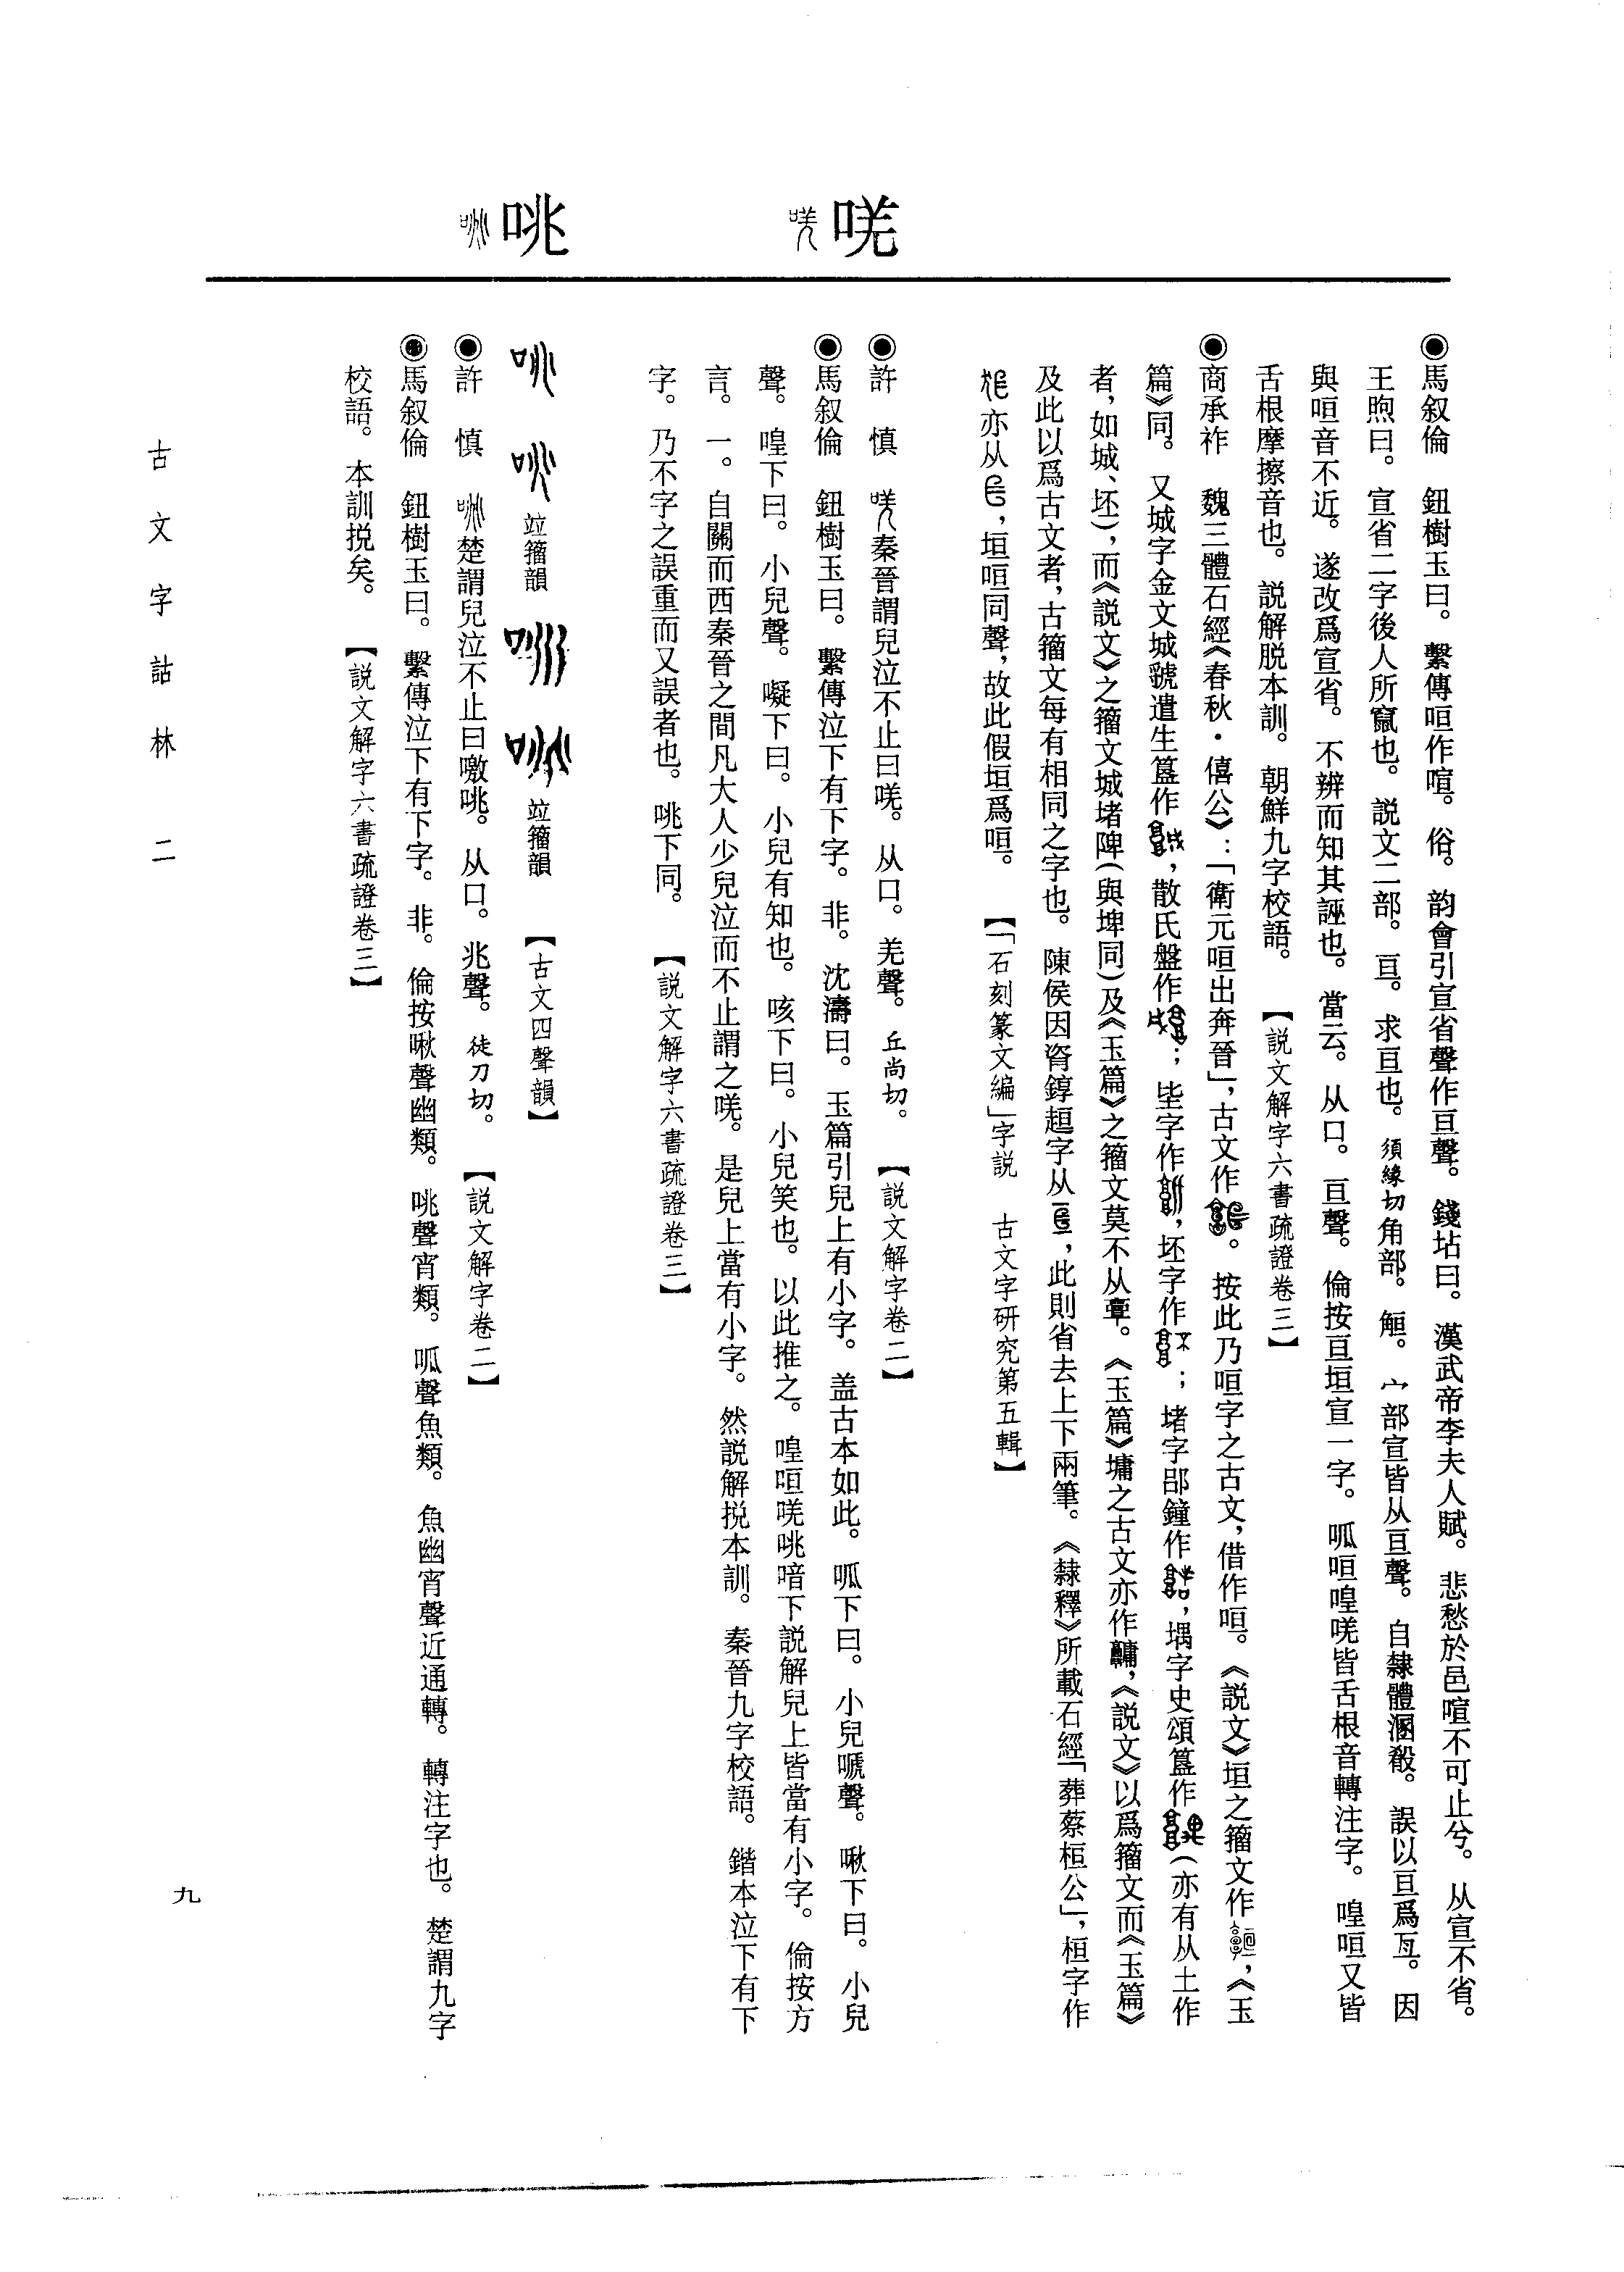 咣
咷
◉馬叙倫　鈕樹玉曰。繫傳咺作喧。俗。韵會引宣省聲作亘聲。錢坫曰。漢武帝李夫人賦。悲愁於邑喧不可止兮。从宣不省。
王煦曰。宣省二字後人所竄也。説文二部。亘。求亘也。須緣切角部。觛。宀部宣皆从亘聲。自隸體溷殽。誤以亘爲亙。因
與咺音不近。遂改爲宣省。不辨而知其誣也。當云。从口。亘聲。倫按亘垣宣一字。呱咺喤唴皆舌根音轉注字。喤咺又皆
舌根摩擦音也。説解脱本訓。朝鮮九字校語。　【説文解字六書疏證卷三】
◉商承祚　魏三體石經《春秋·僖公》：「衛元咺出奔晉」，古文作。按此乃咺字之古文，借作咺。《説文》垣之籀文作，《玉
篇》同。又城字金文城虢遣生簋作，散氏盤作；坒字作，坯字作；堵字郘鐘作，堣字史頌簋作（亦有从土作
者，如城、坯），而《説文》之籀文城堵陴（與埤同）及《玉篇》之籀文莫不从𩫖。《玉篇》墉之古文亦作，《説文》以爲籀文而《玉篇》
及此以爲古文者，古籀文每有相同之字也。陳侯因𬱖錞趄字从，此則省去上下兩筆。《隸釋》所載石經「葬蔡桓公」，桓字作
亦从，垣咺同聲，故此假垣爲咺。　【「石刻篆文編」字説　古文字研究第五輯】
◉許　慎　秦晉謂兒泣不止曰唴。从口。羌聲。丘尚切。　【説文解字卷二】
◉馬叙倫　鈕樹玉曰。繫傳泣下有下字。非。沈濤曰。玉篇引兒上有小字。盖古本如此。呱下曰。小兒嗁聲。啾下曰。小兒
聲。喤下曰。小兒聲。嶷下曰。小兒有知也。咳下曰。小兒笑也。以此推之。喤咺唴咷喑下説解兒上皆當有小字。倫按方
言。一。自關而西秦晉之間凡大人少兒泣而不止謂之唴。是兒上當有小字。然説解挩本訓。秦晉九字校語。鍇本泣下有下
字。乃不字之誤重而又誤者也。咷下同。　【説文解字六書疏證卷三】
竝籀韻　竝籀韻　【古文四聲韻】
◉許　慎　楚謂兒泣不止曰噭咷。从口。兆聲。徒刀切。　【説文解字卷二】
◉馬叙倫　鈕樹玉曰。繫傳泣下有下字。非。倫按啾聲幽類。咷聲宵類。呱聲魚類。魚幽宵聲近通轉。轉注字也。楚謂九字
校語。本訓挩矣。　【説文解字六書疏證卷三】
古文字詁林　二
九